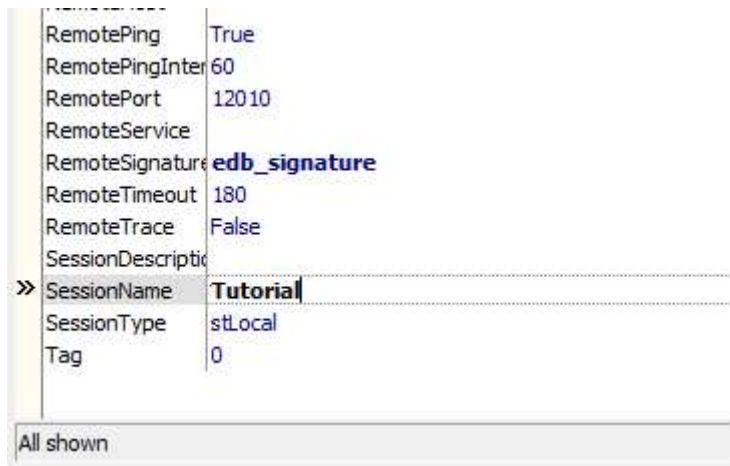 RemotePing True
RemotePingInter 60
RemotePort 12010
RemoteService
RemoteSignature edb_signature
RemoteTimeout 180
RemoteTrace False
SessionDescriptio
» SessionName Tutorial
SessionType stLocal
Tag 0
All shown